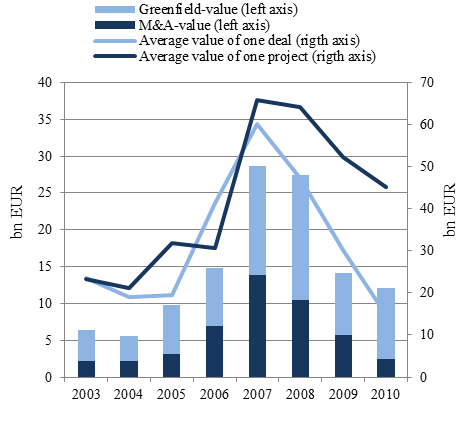 Greenfield-value (left axis)
M&A-value (left axis)
Average value of one deal (rigth axis)
Average value of one project (rigth axis)
40
35
30
25
20
15
10
5
0
bn EUR
70
60
50
40
30
20
10
0
bn EUR
2003 2004 2005 2006 2007 2008 2009 2010